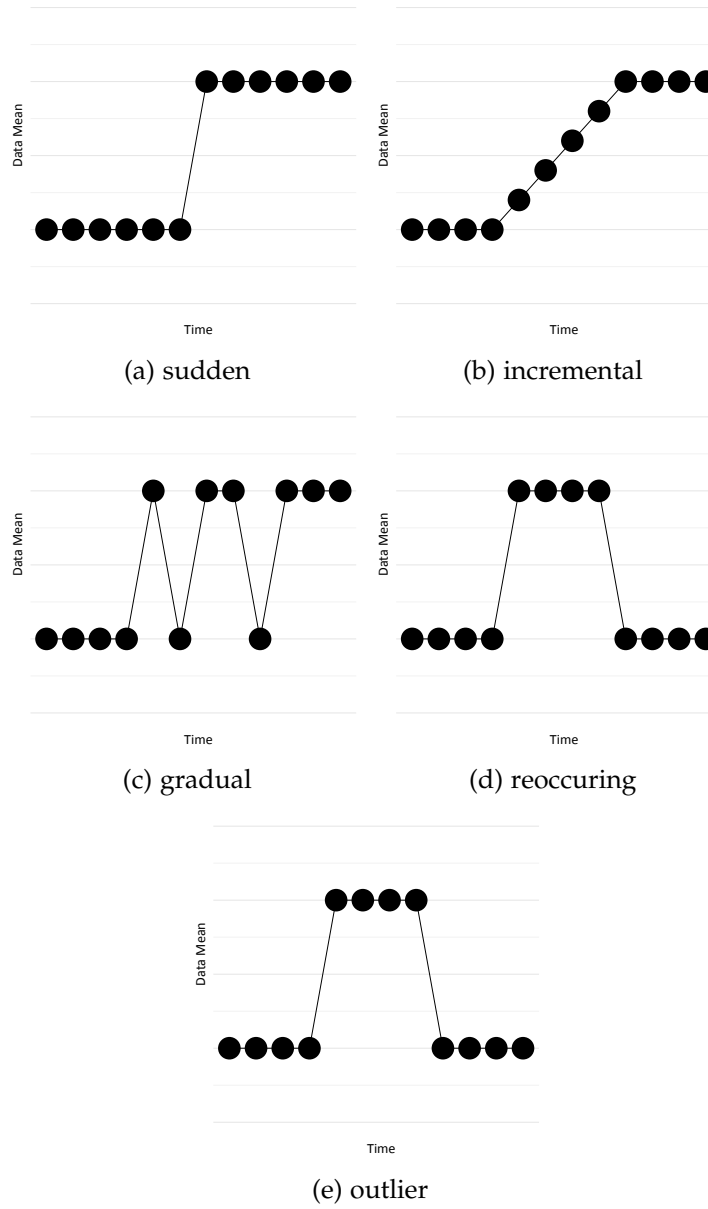 Data Mean
Time
(a) sudden
Data Mean
Time
(b) incremental
Data Mean
Time
(c) gradual
Data Mean
Time
(d) reoccuring
Data Mean
Time
(e) outlier